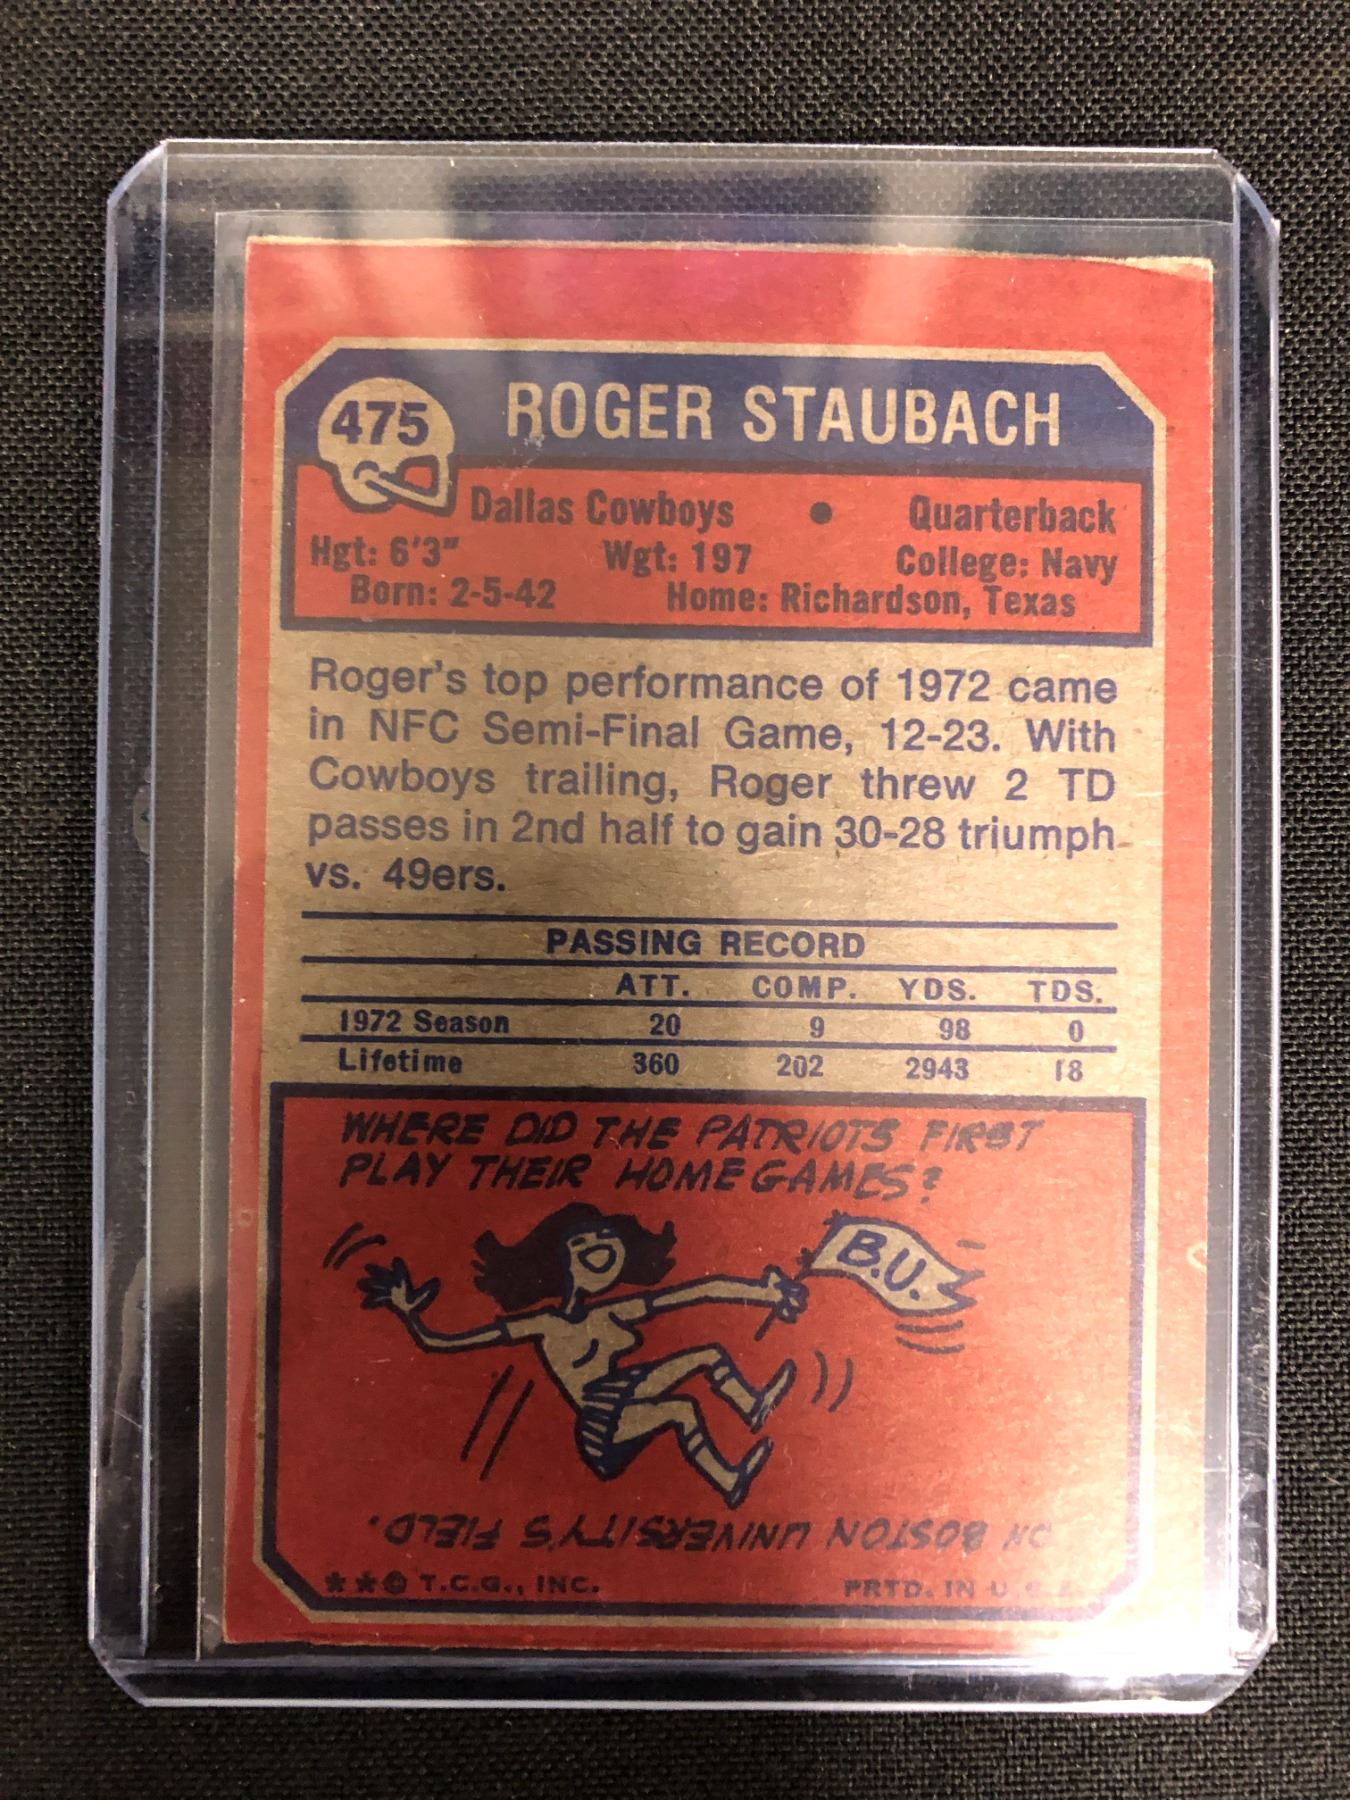 475
ROGER STAUBACH
Dallas Cowboys • Quarterback
Hgt: 6'3" Wgt: 197 College: Navy
Born: 2-5-42 Home: Richardson, Texas
Roger's top performance of 1972 came
in NFC Semi-Final Game, 12-23. With
Cowboys trailing, Roger threw 2 TD
passes in 2nd half to gain 30-28 triumph
vs. 49ers.
PASSING RECORD
ATT. COMP. YDS. TDS.
1972 Season 20 9 98 0
Lifetime 360 202 2943 18
WHERE DID THE PATRIOTS FIRST
PLAY THEIR HOME GAMES?
B.U.
ON BOSTON UNIVERSITY'S FIELD.
**© T.C.G., INC. PRTD. IN U.S.A.